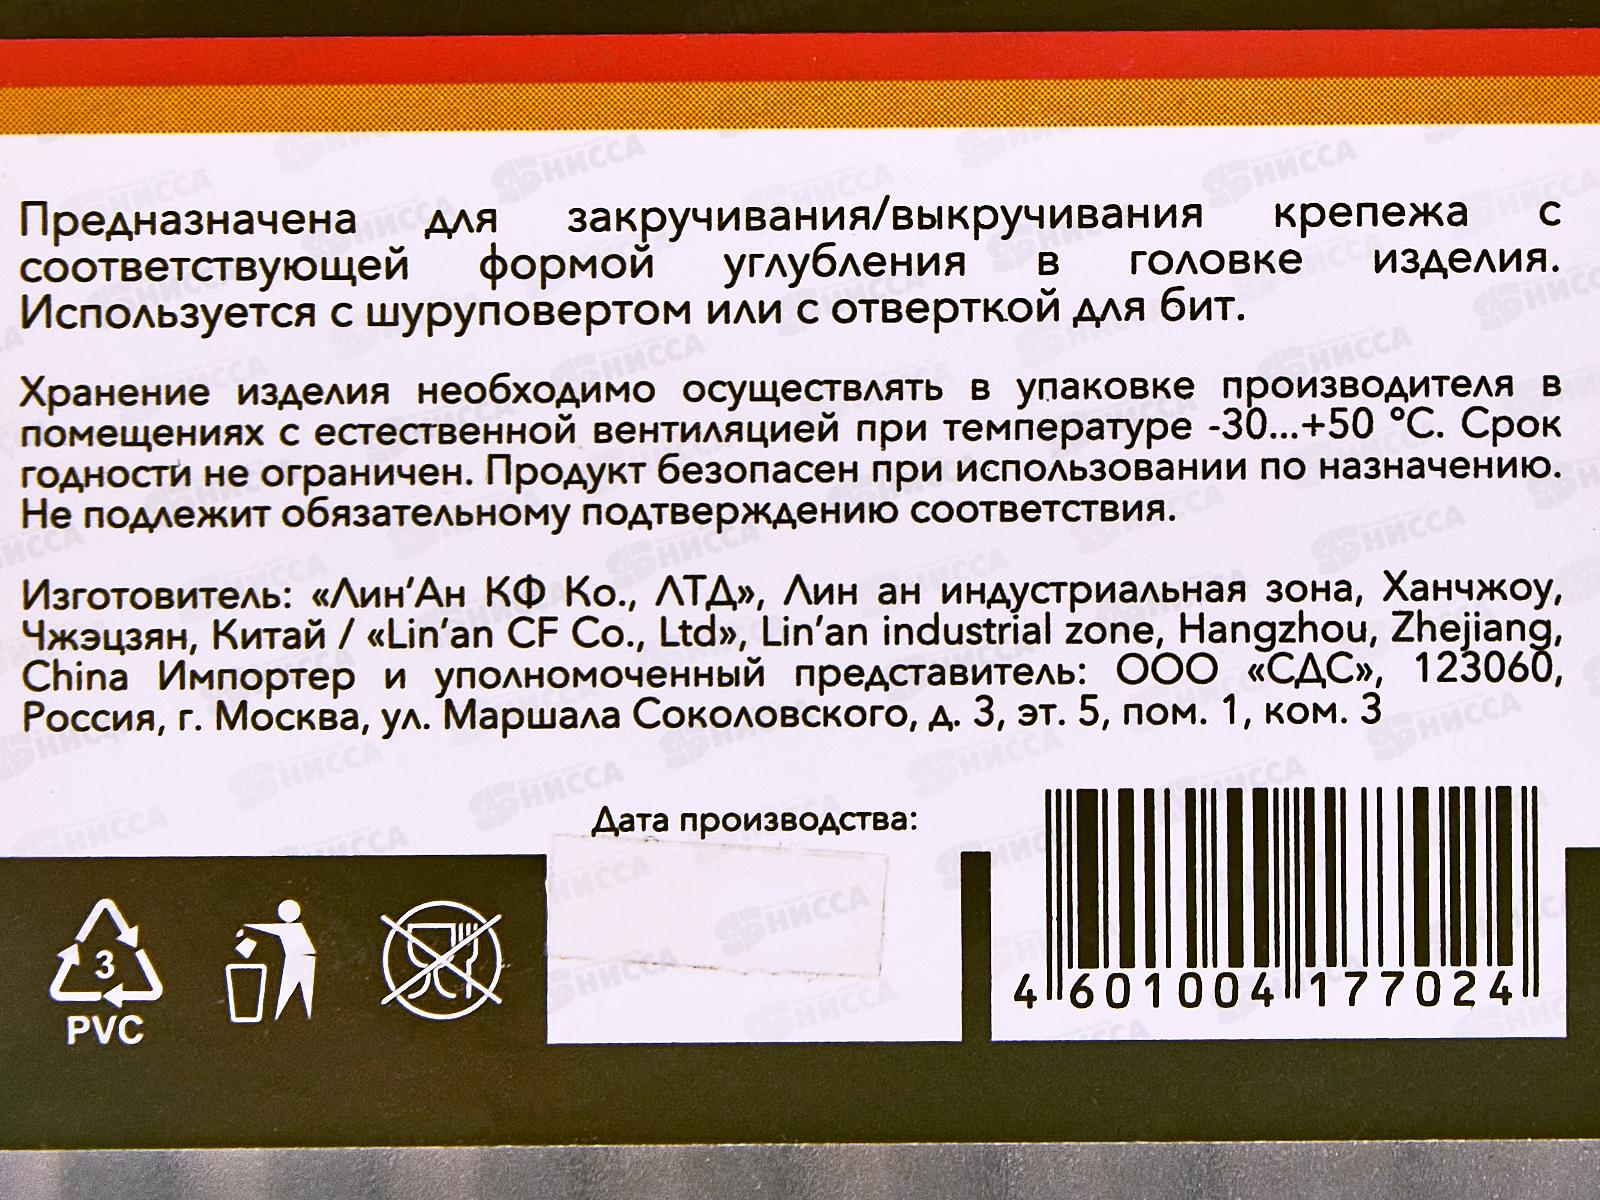 Предназначена для закручивания/выкручивания крепежа с
соответствующей формой углубления в головке изделия.
Используется с шуруповертом или с отверткой для бит.
Хранение изделия необходимо осуществлять в упаковке производителя в
помещениях с естественной вентиляцией при температуре -30...+50 °С. Срок
годности не ограничен. Продукт безопасен при использовании по назначению.
Не подлежит обязательному подтверждению соответствия.
Изготовитель: «Лин'Ан КФ Ко., ЛТД», Лин ан индустриальная зона, Ханчжоу,
Чжэцзян, Китай / «Lin'an CF Co., Ltd», Lin'an industrial zone, Hangzhou, Zhejiang,
China Импортер и уполномоченный представитель: ООО «СДС», 123060,
Россия, г. Москва, ул. Маршала Соколовского, д. 3, эт. 5, пом. 1, ком. 3
Дата производства:
3
PVC
4 601004 177024
НИССА